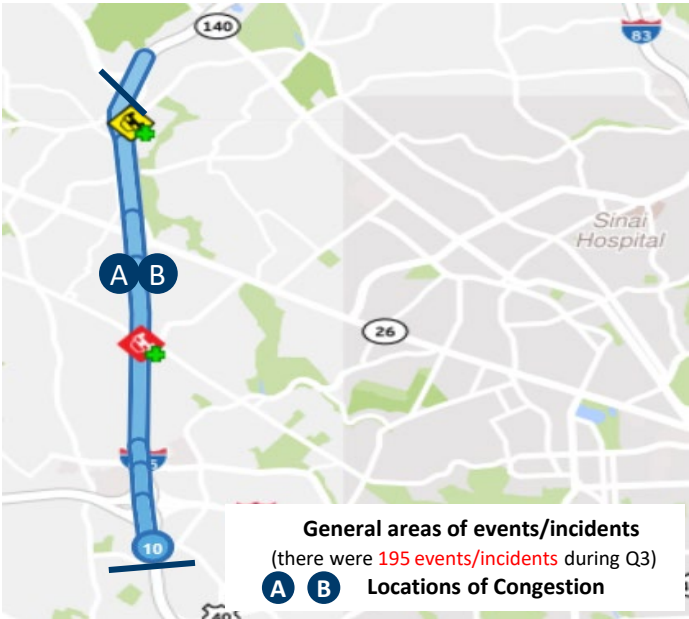 140
83
A B
Sinai
Hospital
26
10
General areas of events/incidents
(there were 195 events/incidents during Q3)
A B Locations of Congestion
40